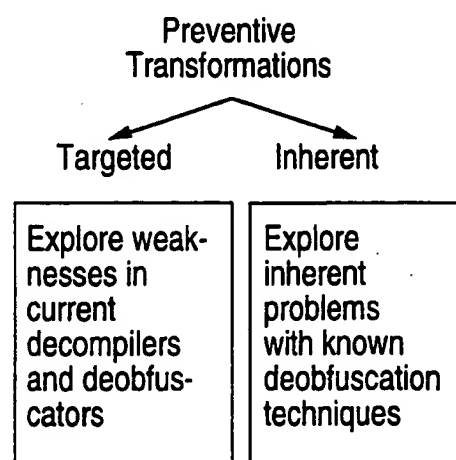 Preventive
Transformations
Targeted
Inherent
Explore weak-
nesses in
current
decompilers
and deobfus-
cators
Explore
inherent
problems
with known
deobfuscation
techniques